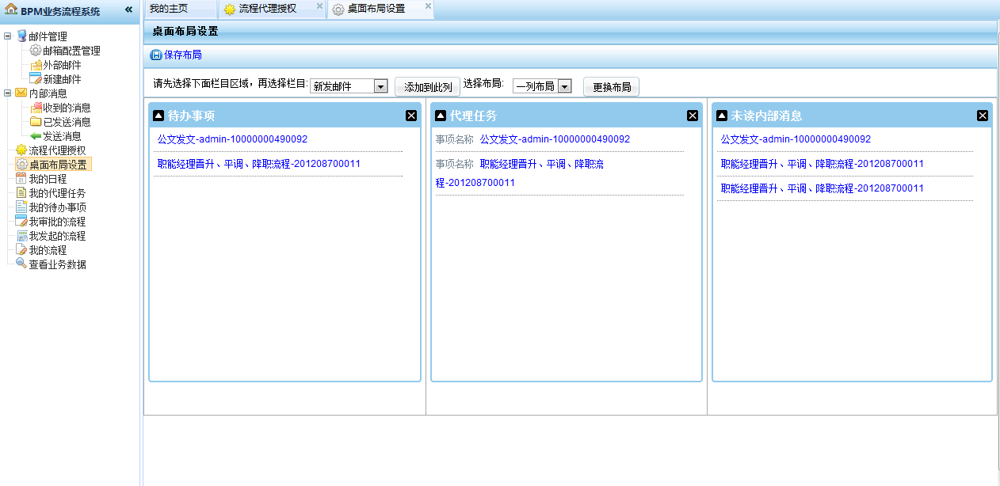 BPM业务流程系统
邮件管理
邮箱配置管理
外部邮件
新建邮件
内部消息
收到的消息
已发送消息
发送消息
流程代理授权
桌面布局设置
我的日程
我的代理任务
我的待办事项
我审批的流程
我发起的流程
我的流程
查看业务数据
我的主页 流程代理授权 桌面布局设置
桌面布局设置
保存布局
请先选择下面栏目区域，再选择栏目: 新发邮件 添加到此列 选择布局: 一列布局 更换布局
待办事项
公文发文-admin-10000000490092
职能经理晋升、平调、降职流程-201208700011
代理任务
事项名称 公文发文-admin-10000000490092
事项名称 职能经理晋升、平调、降职流
程-201208700011
未读内部消息
公文发文-admin-10000000490092
职能经理晋升、平调、降职流程-201208700011
职能经理晋升、平调、降职流程-201208700011